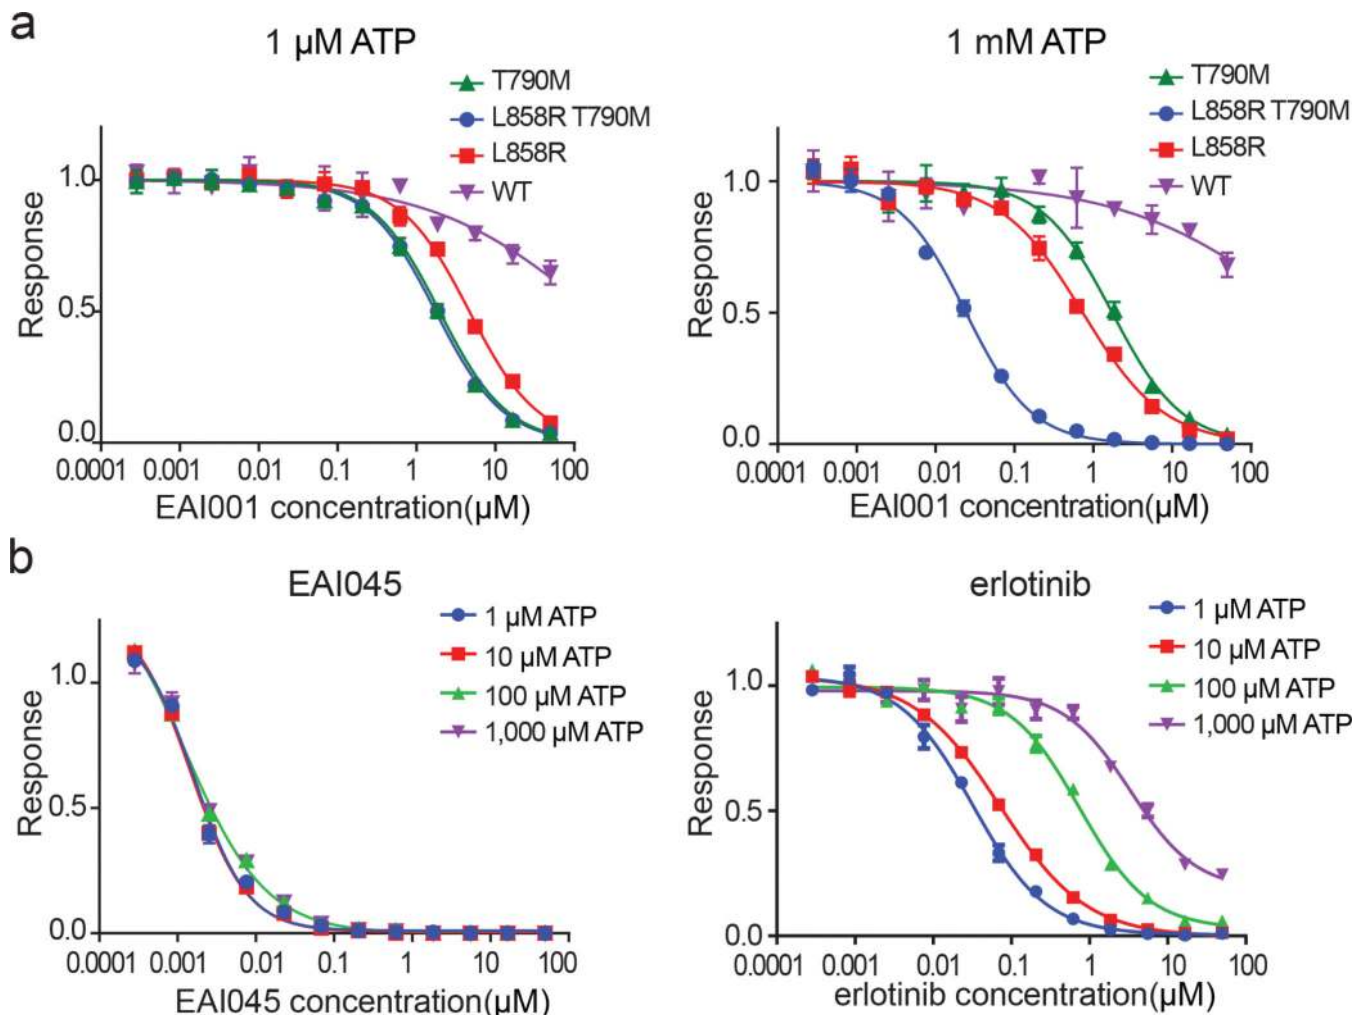 a
1 µM ATP
T790M
L858R T790M
L858R
WT
Response
1.0
0.5
0.0
0.0001 0.001 0.01 0.1 1 10 100
EAI001 concentration(µM)
1 mM ATP
T790M
L858R T790M
L858R
WT
Response
1.0
0.5
0.0
0.0001 0.001 0.01 0.1 1 10 100
EAI001 concentration(µM)
b
EAI045
1 µM ATP
10 µM ATP
100 µM ATP
1,000 µM ATP
Response
1.0
0.5
0.0
0.0001 0.001 0.01 0.1 1 10 100
EAI045 concentration(µM)
erlotinib
1 µM ATP
10 µM ATP
100 µM ATP
1,000 µM ATP
Response
1.0
0.5
0.0
0.0001 0.001 0.01 0.1 1 10 100
erlotinib concentration(µM)